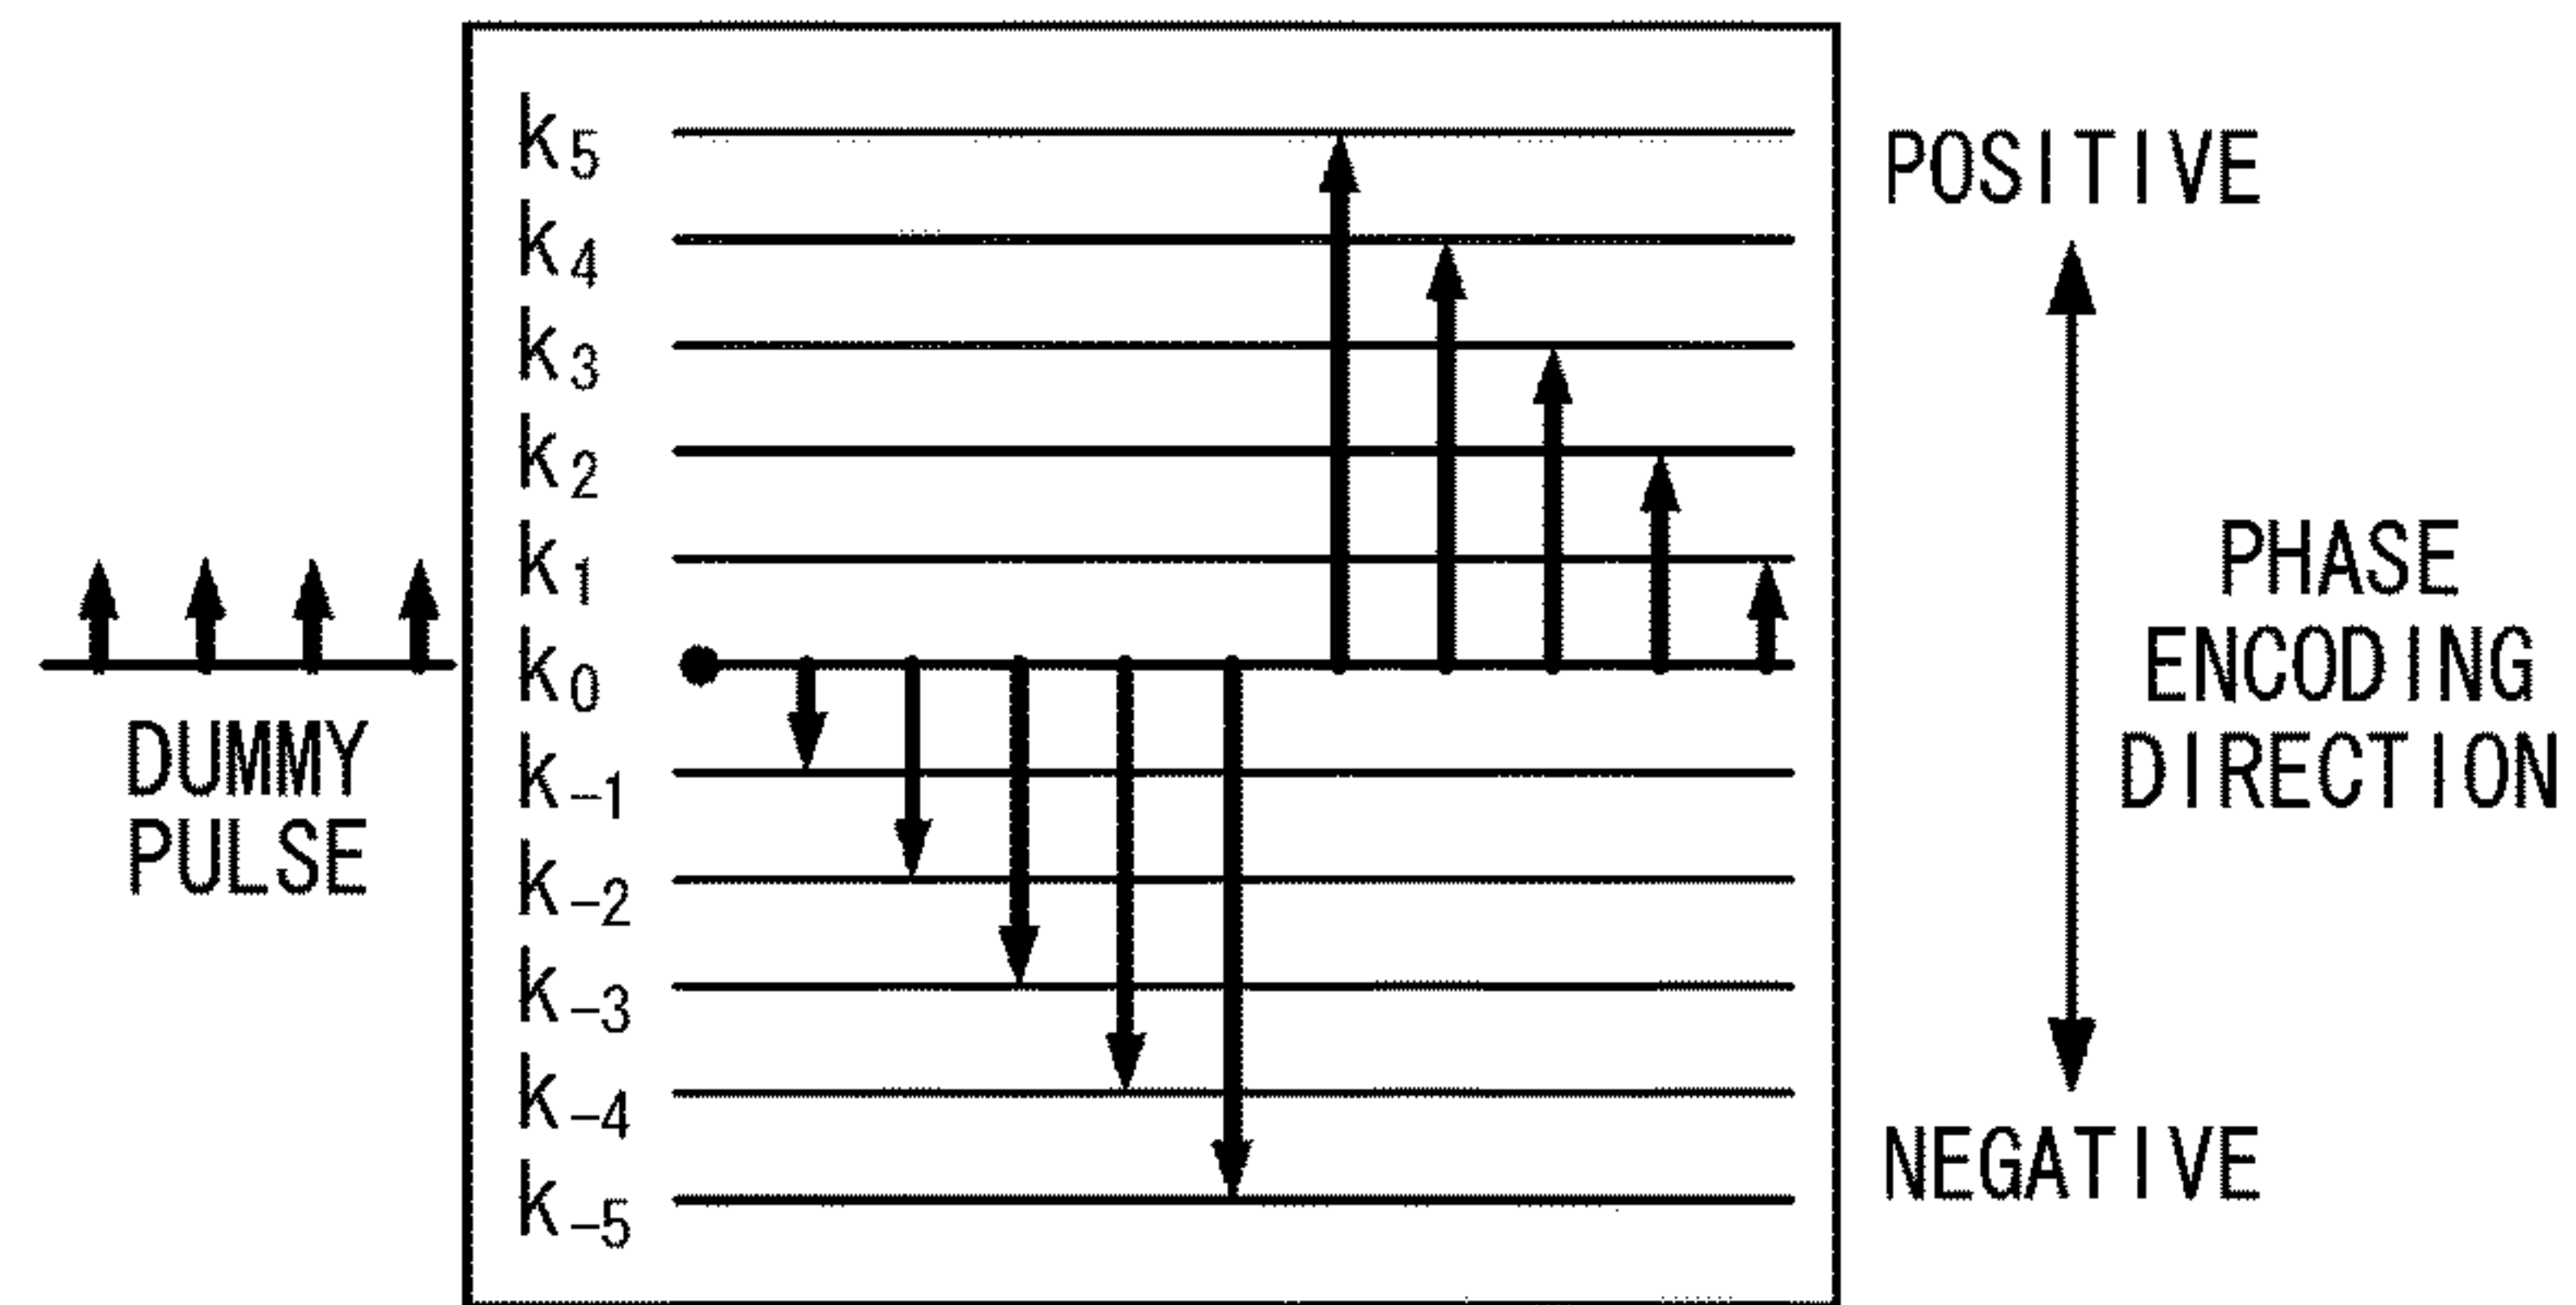 k5
k4
k3
k2
k1
k0
k-1
k-2
k-3
k-4
k-5
DUMMY
PULSE
POSITIVE
PHASE
ENCODING
DIRECTION
NEGATIVE